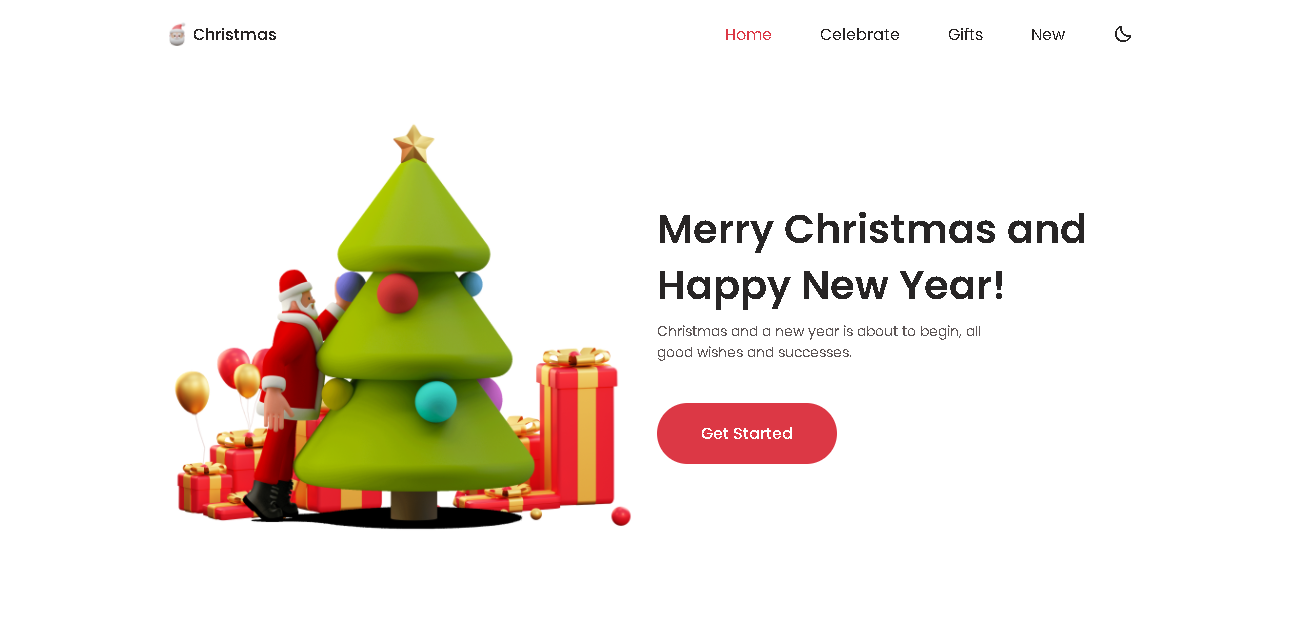 Christmas
Home
Celebrate
Gifts
New
Merry Christmas and
Happy New Year!
Christmas and a new year is about to begin, all
good wishes and successes.
Get Started